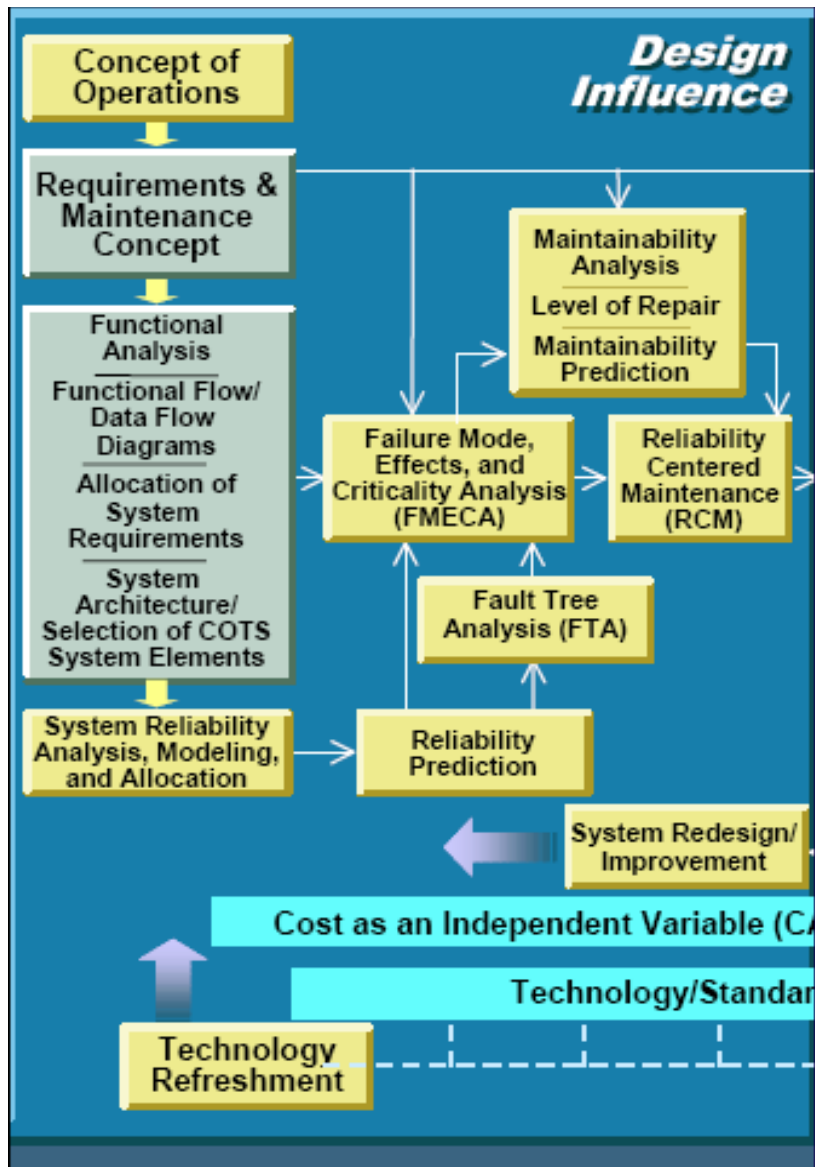 Design
Influence
Concept of
Operations
Requirements &
Maintenance
Concept
Functional
Analysis
Functional Flow/
Data Flow
Diagrams
Allocation of
System
Requirements
System
Architecture/
Selection of COTS
System Elements
System Reliability
Analysis, Modeling,
and Allocation
Maintainability
Analysis
Level of Repair
Maintainability
Prediction
Failure Mode,
Effects, and
Criticality Analysis
(FMECA)
Reliability
Centered
Maintenance
(RCM)
Fault Tree
Analysis (FTA)
Reliability
Prediction
System Redesign/
Improvement
Cost as an Independent Variable (CA
Technology/Standar
Technology
Refreshment